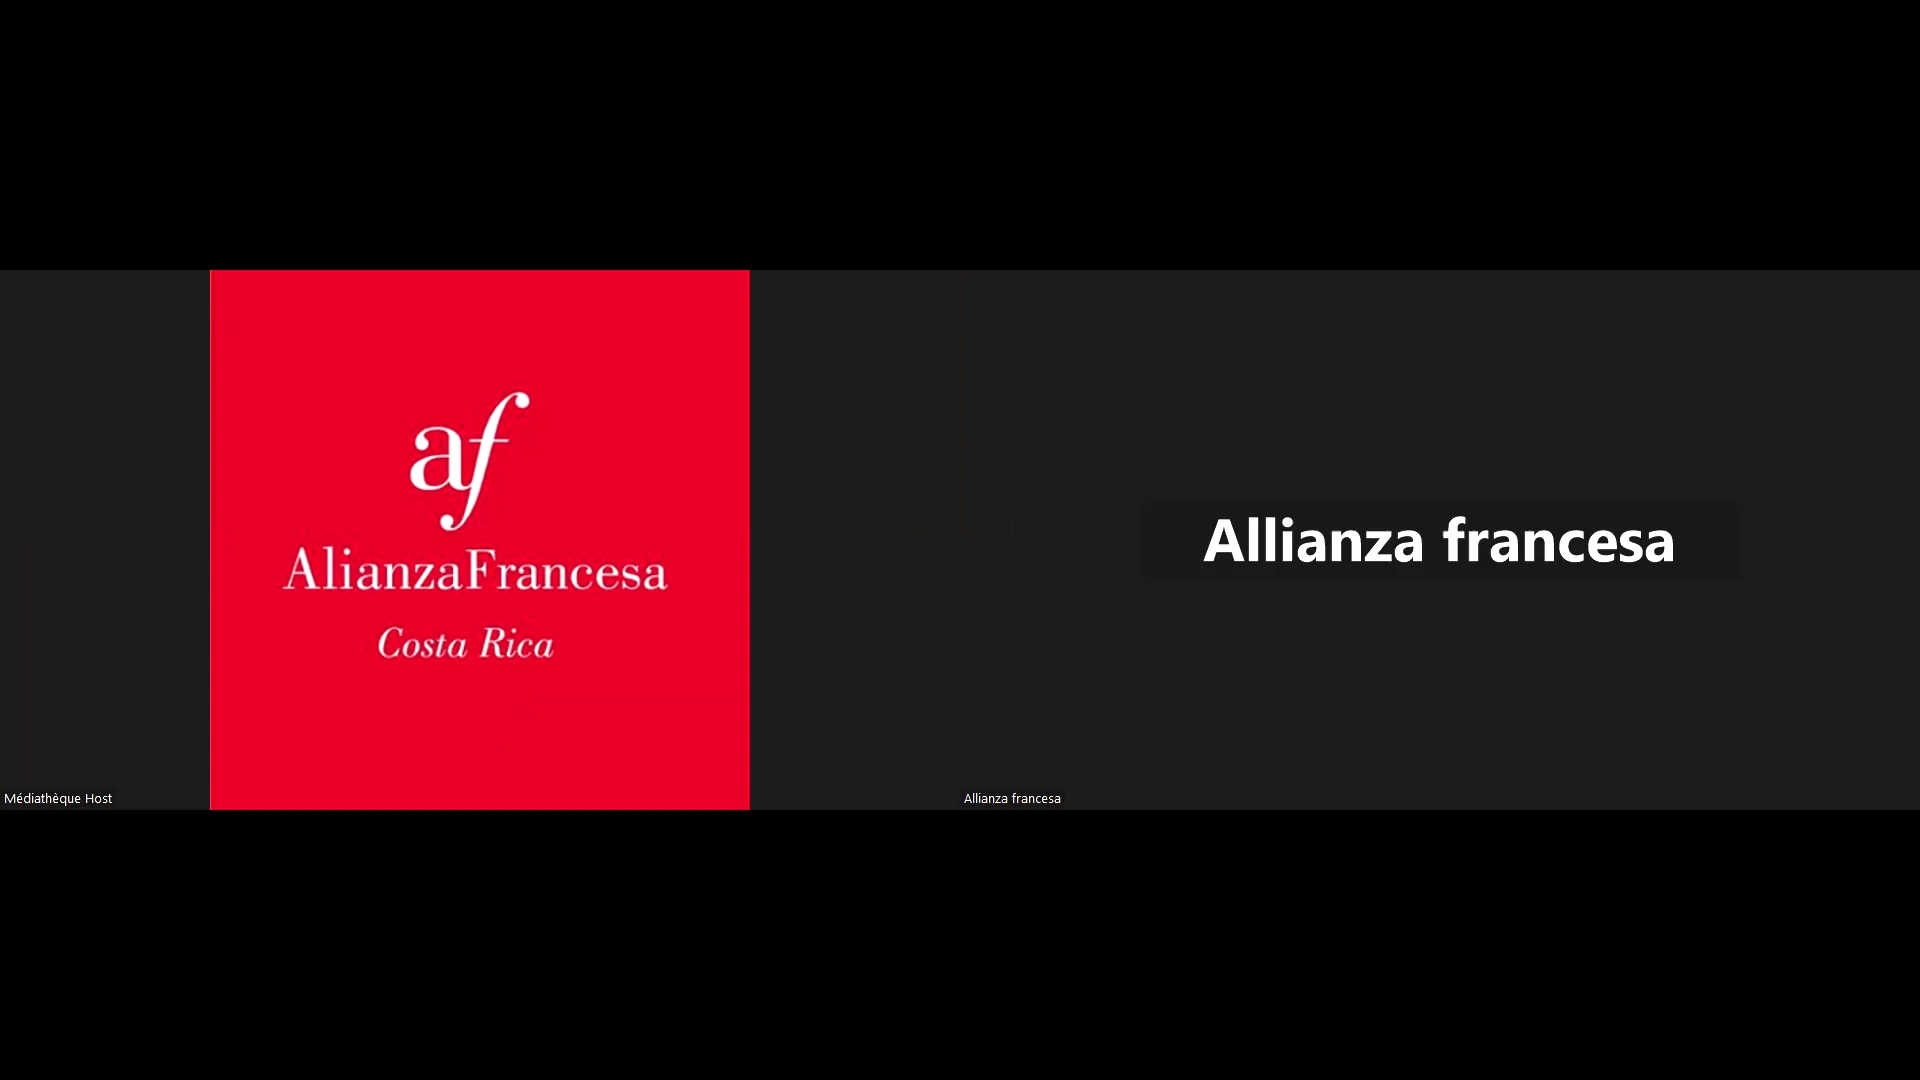 af
AlianzaFrancesa
Costa Rica
Médiathèque Host
Allianza francesa
Allianza francesa